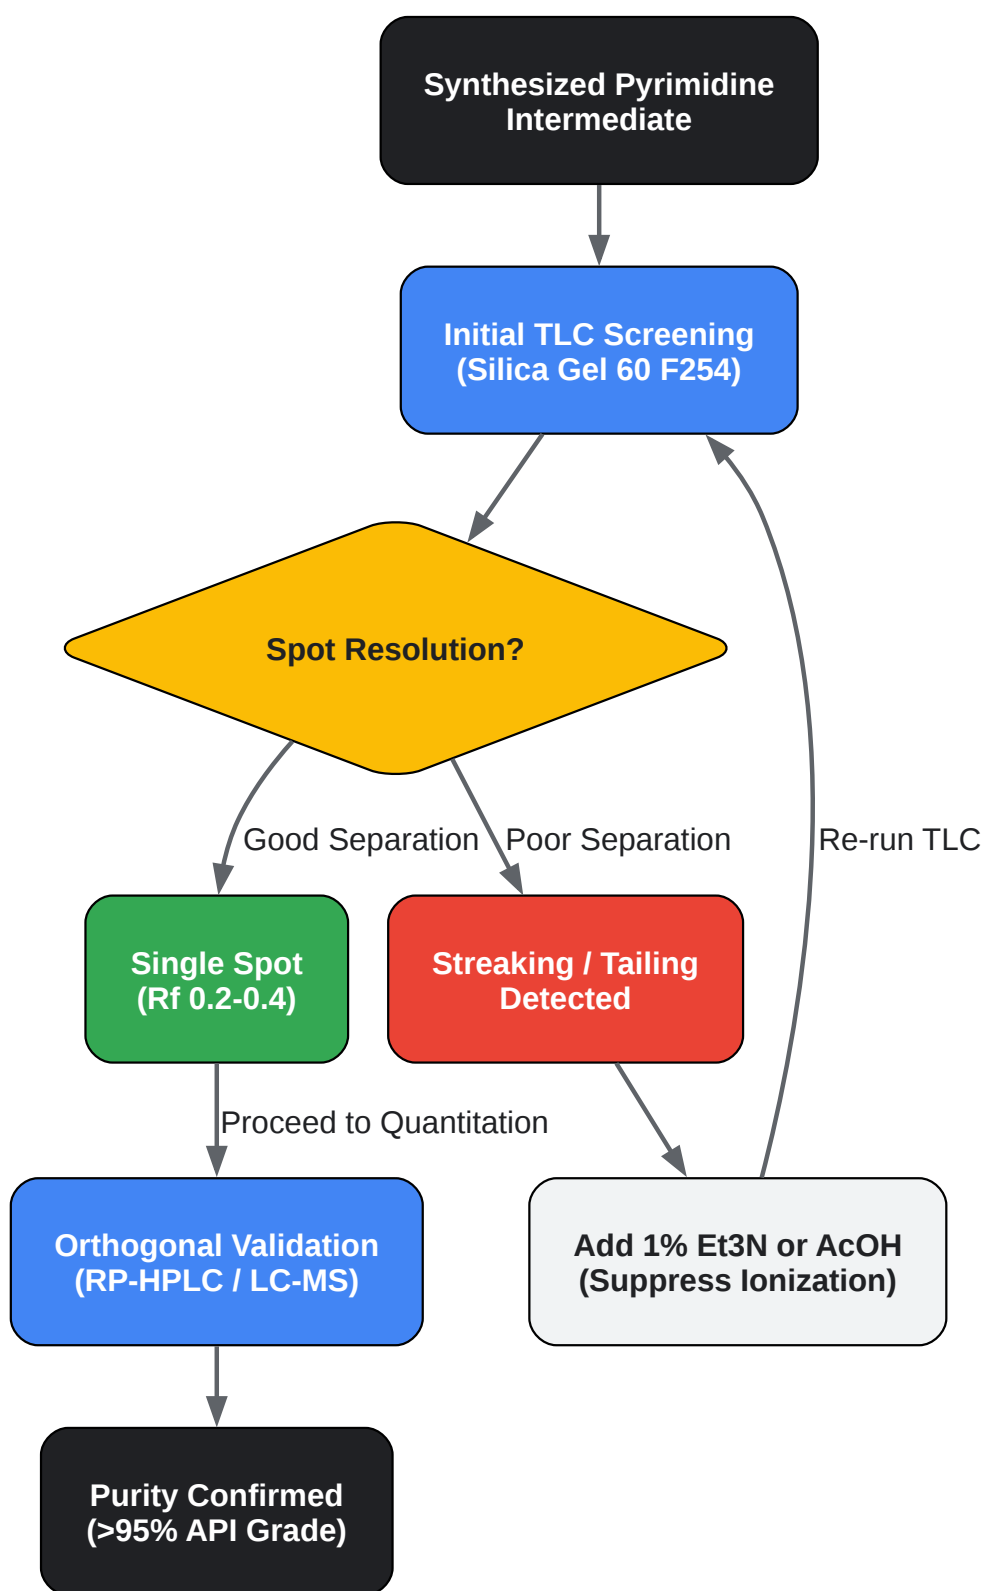 Synthesized Pyrimidine
Intermediate
Initial TLC Screening
(Silica Gel 60 F254)
Spot Resolution?
Good Separation
Poor Separation
Re-run TLC
Single Spot
(Rf 0.2-0.4)
Streaking / Tailing
Detected
Proceed to Quantitation
Orthogonal Validation
(RP-HPLC / LC-MS)
Add 1% Et3N or AcOH
(Suppress Ionization)
Purity Confirmed
(>95% API Grade)